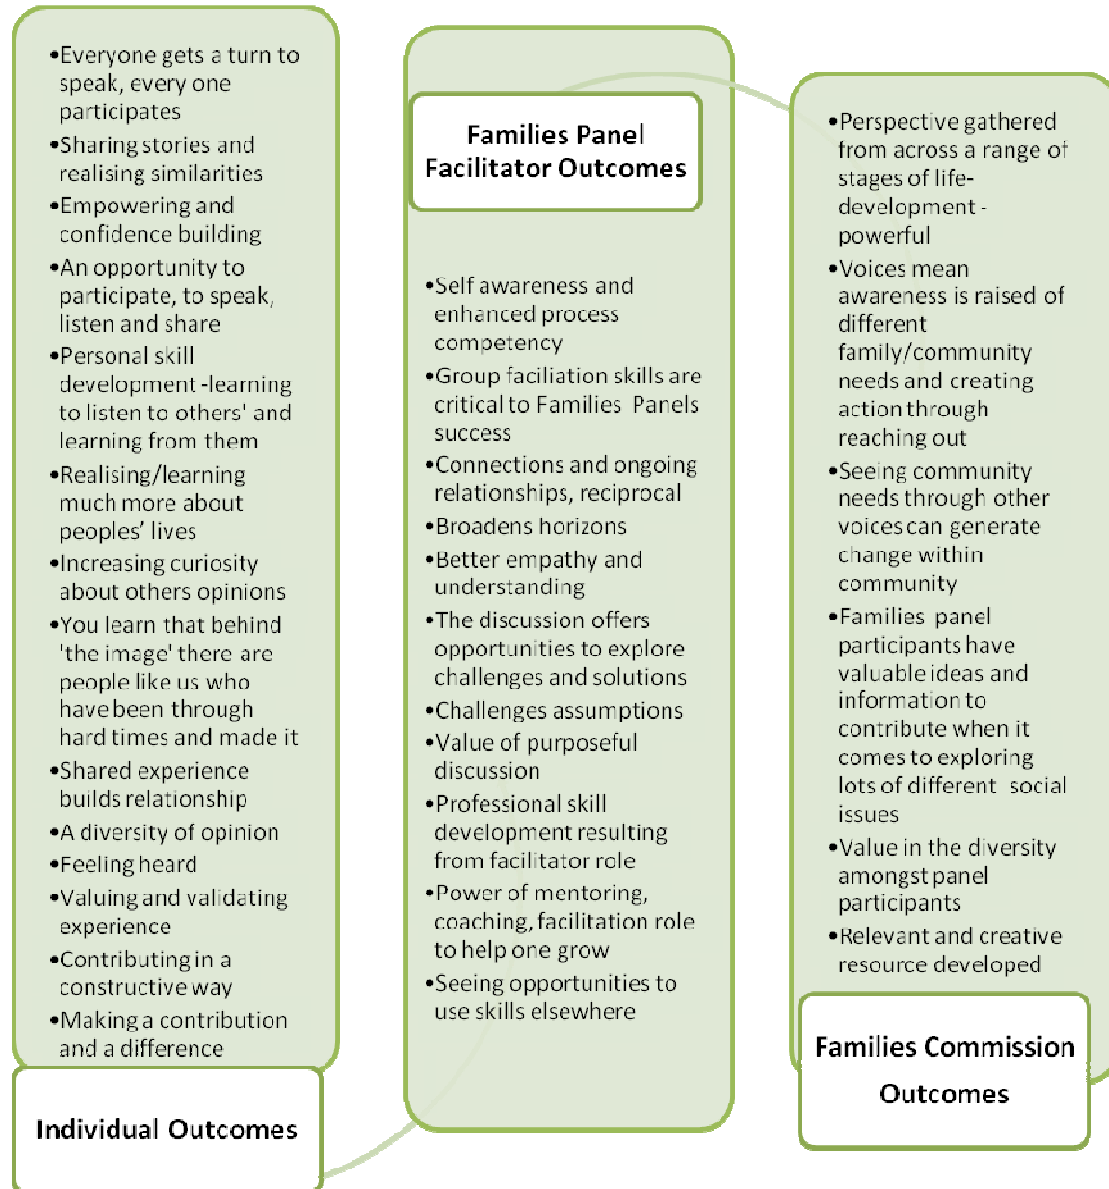 •Everyone gets a turn to
speak, every one
participates
•Sharing stories and
realising similarities
•Empowering and
confidence building
•An opportunity to
participate, to speak,
listen and share
•Personal skill
development -learning
to listen to others' and
learning from them
•Realising/learning
much more about
peoples’ lives
•Increasing curiosity
about others opinions
•You learn that behind
'the image' there are
people like us who
have been through
hard times and made it
•Shared experience
builds relationship
•A diversity of opinion
•Feeling heard
•Valuing and validating
experience
•Contributing in a
constructive way
•Making a contribution
and a difference
Individual Outcomes
Families Panel
Facilitator Outcomes
•Self awareness and
enhanced process
competency
•Group faciliation skills are
critical to Families Panels
success
•Connections and ongoing
relationships, reciprocal
•Broadens horizons
•Better empathy and
understanding
•The discussion offers
opportunities to explore
challenges and solutions
•Challenges assumptions
•Value of purposeful
discussion
•Professional skill
development resulting
from facilitator role
•Power of mentoring,
coaching, facilitation role
to help one grow
•Seeing opportunities to
use skills elsewhere
•Perspective gathered
from across a range of
stages of life-
development -
powerful
•Voices mean
awareness is raised of
different
family/community
needs and creating
action through
reaching out
•Seeing community
needs through other
voices can generate
change within
community
•Families panel
participants have
valuable ideas and
information to
contribute when it
comes to exploring
lots of different social
issues
•Value in the diversity
amongst panel
participants
•Relevant and creative
resource developed
Families Commission
Outcomes